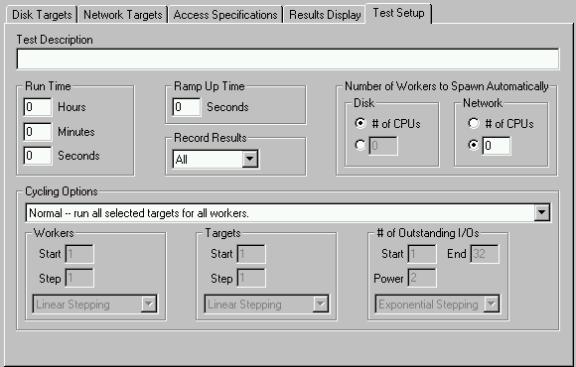 Disk Targets Network Targets Access Specifications Results Display Test Setup
Test Description
Run Time
0 Hours
0 Minutes
0 Seconds
Ramp Up Time
0 Seconds
Record Results
All
Number of Workers to Spawn Automatically
Disk
# of CPUs
0
Network
# of CPUs
0
Cycling Options
Normal -- run all selected targets for all workers.
Workers
Start 1
Step 1
Linear Stepping
Targets
Start 1
Step 1
Linear Stepping
# of Outstanding I/Os
Start 1 End 32
Power 2
Exponential Stepping